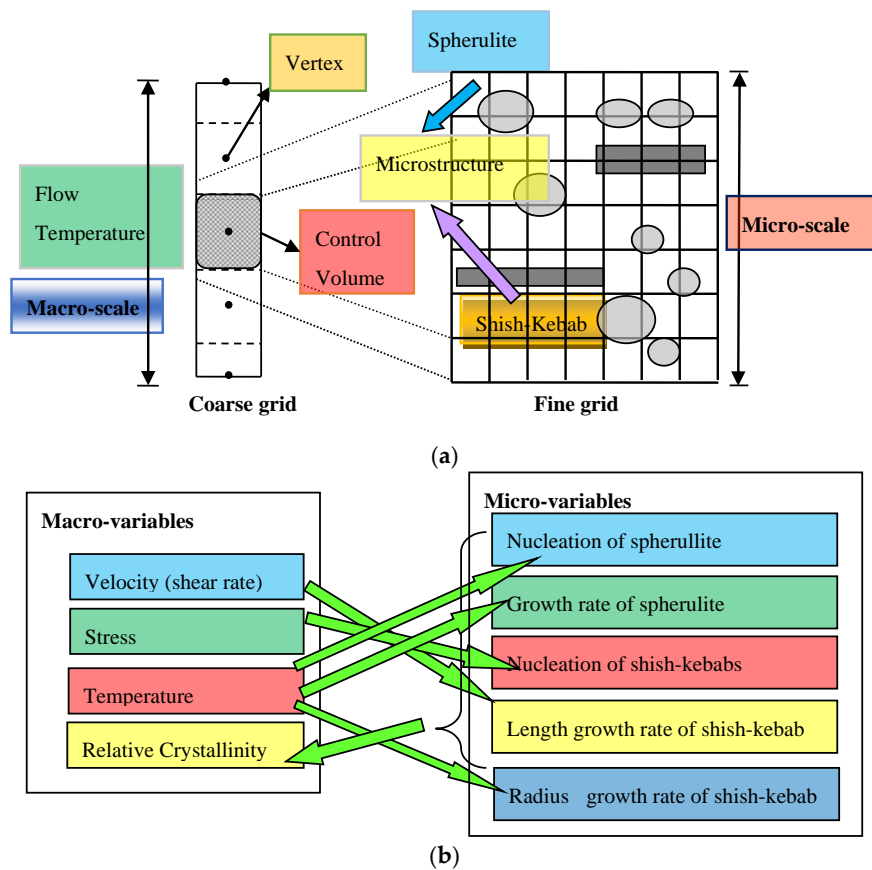 Spherulite
Vertex
Microstructure
Flow
Temperature
Control
Volume
Micro-scale
Macro-scale
Shish-Kebab
Coarse grid
Fine grid
(a)
Macro-variables
Micro-variables
Velocity (shear rate)
Stress
Temperature
Relative Crystallinity
Nucleation of spherullite
Growth rate of spherulite
Nucleation of shish-kebabs
Length growth rate of shish-kebab
Radius growth rate of shish-kebab
(b)